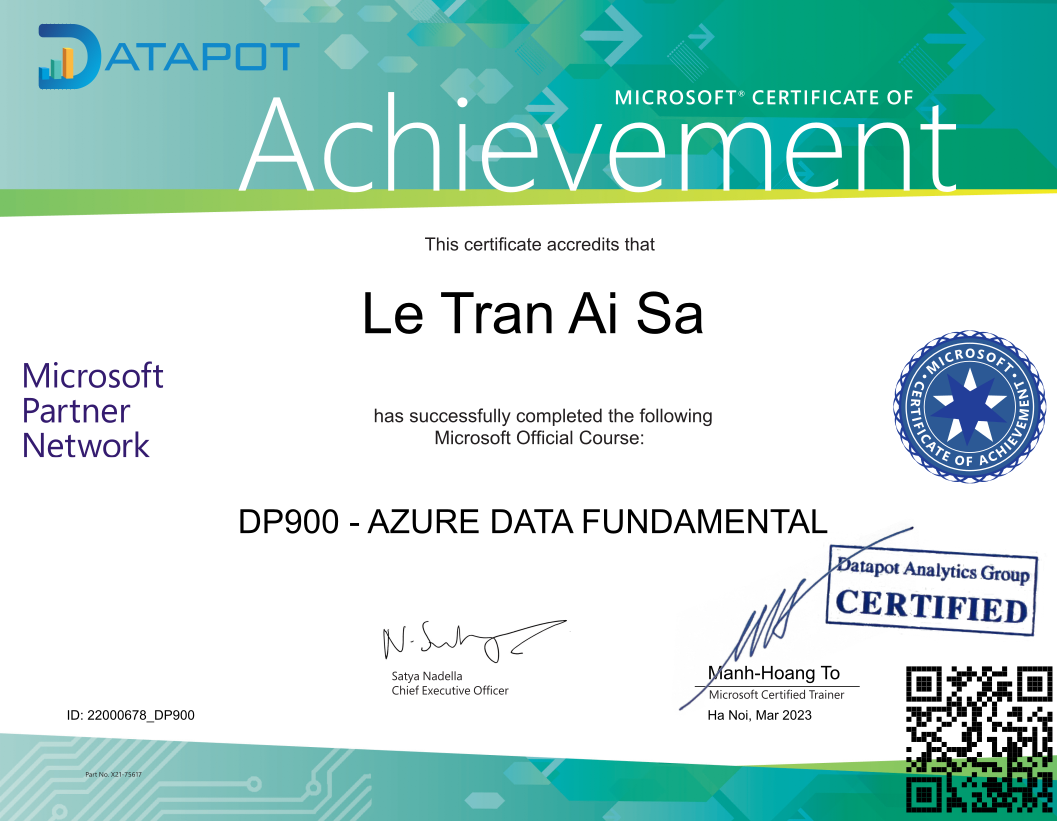 DATAPOT
MICROSOFT® CERTIFICATE OF
Achievement
This certificate accredits that
Le Tran Ai Sa
Microsoft
Partner
Network
has successfully completed the following
Microsoft Official Course:
• MICROSOFT •
CERTIFICATE OF ACHIEVEMENT
DP900 - AZURE DATA FUNDAMENTAL
Datapot Analytics Group
CERTIFIED
N. Satya
Satya Nadella
Chief Executive Officer
Manh-Hoang To
Microsoft Certified Trainer
ID: 22000678_DP900
Ha Noi, Mar 2023
Part No. X21-75617